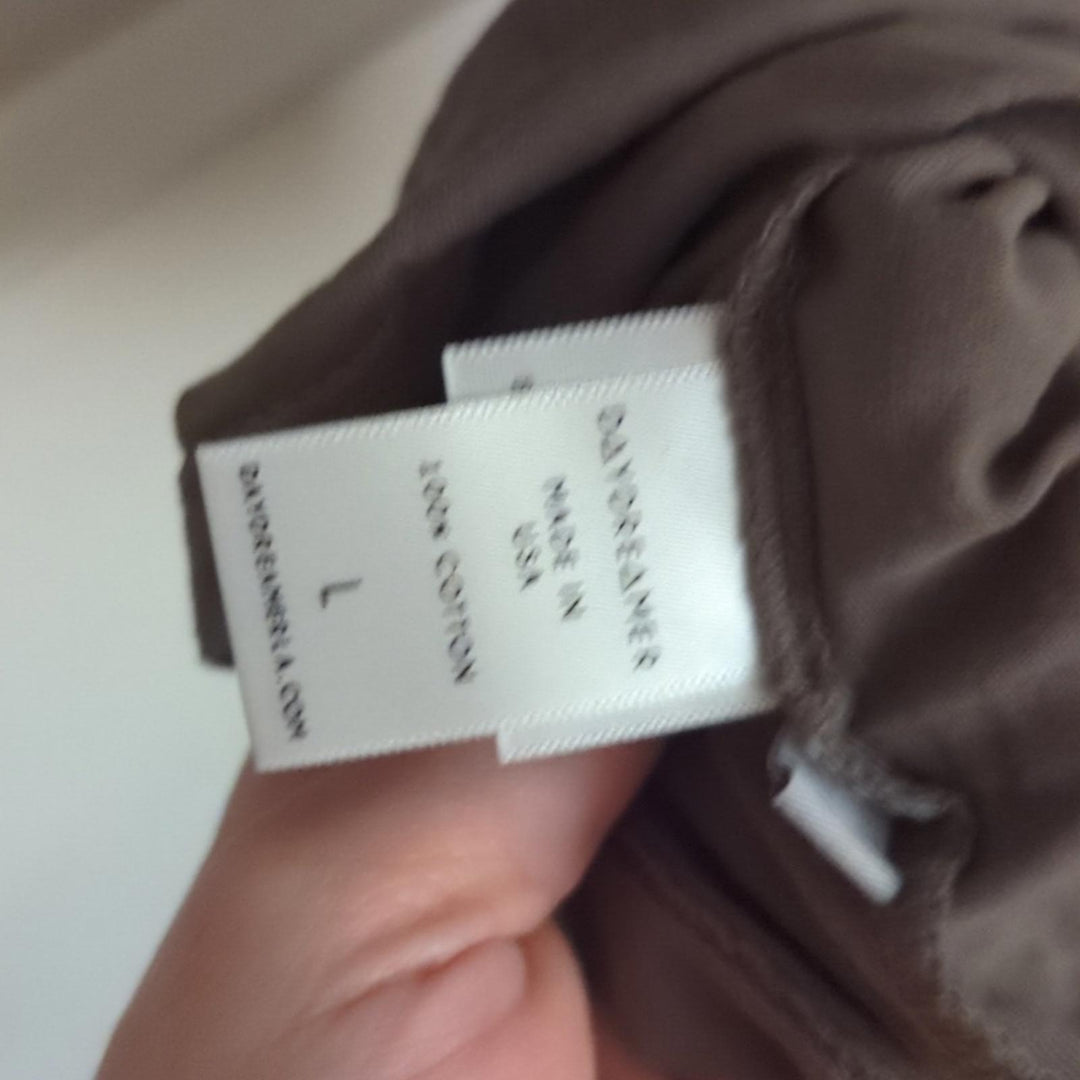 DAYDREAMER
MADE IN
USA
100% COTTON
L
DAYDREAMERLA.COM